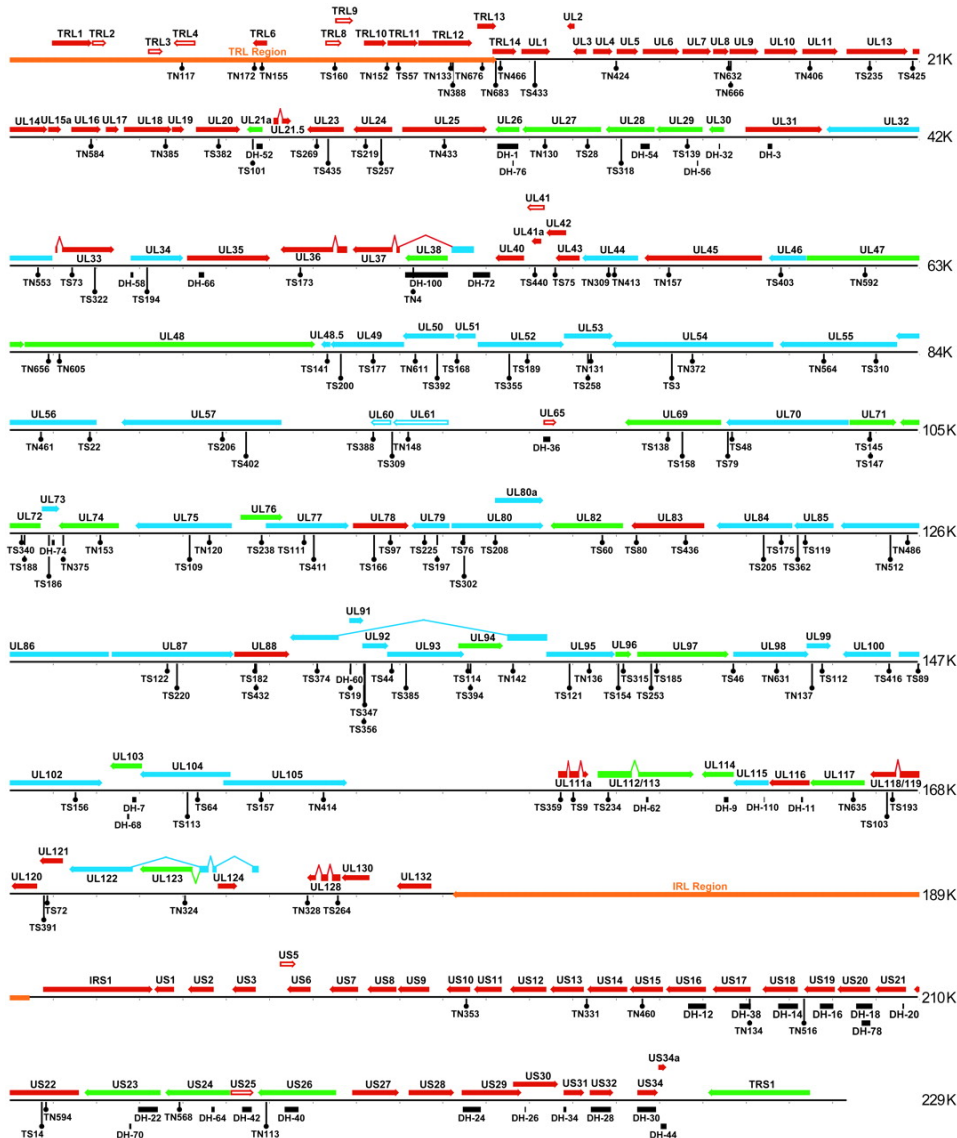 TRL9
TRL13 UL2
TRL1 TRL2 TRL3 TRL4 TRL6 TRL8 TRL10 TRL11 TRL12 TRL14 UL1 UL3 UL4 UL5 UL6 UL7 UL8 UL9 UL10 UL11 UL13
TRL Region
21K
TN117 TN172 TN155 TS160 TN152 TS57 TN133 TN676 TN466 TN424 TN632 TN406 TS235 TS425
TN388 TN683 TS433 TN666
UL14 UL15a UL16 UL17 UL18 UL19 UL20 UL21a UL21.5 UL23 UL24 UL25 UL26 UL27 UL28 UL29 UL30 UL31 UL32
42K
TN584 TN385 TS382 DH-52 TS269 TS219 TN433 DH-1 TN130 TS28 DH-54 TS139 DH-32 DH-3
TS101 TS435 TS257 DH-76 TS318 DH-56
UL41
UL41a UL42
UL33 UL34 UL35 UL36 UL37 UL38 UL40 UL43 UL44 UL45 UL46 UL47
63K
TN553 TS73 DH-58 DH-66 TS173 DH-100 DH-72 TS440 TS75 TN309 TN413 TN157 TS403 TN592
TS322 TS194 TN4
UL48 UL48.5 UL49 UL50 UL51 UL52 UL53 UL54 UL55
84K
TN656 TN605 TS141 TS177 TN611 TS168 TS189 TN131 TN372 TN564 TS310
TS200 TS392 TS355 TS258 TS3
UL56 UL57 UL60 UL61 UL65 UL69 UL70 UL71
105K
TN461 TS22 TS206 TS388 TN148 DH-36 TS138 TS48 TS145
TS402 TS309 TS158 TS79 TS147
UL80a
UL73 UL76
UL72 UL74 UL75 UL77 UL78 UL79 UL80 UL82 UL83 UL84 UL85
126K
TS340 DH-74 TN153 TN120 TS238 TS111 TS97 TS225 TS76 TS208 TS60 TS80 TS436 TS175 TS119 TN486
TS188 TN375 TS109 TS411 TS166 TS197 TS205 TS362 TN512
TS186 TS302
UL91
UL92 UL94 UL99
UL86 UL87 UL88 UL93 UL95 UL96 UL97 UL98 UL100
147K
TS122 TS182 TS374 DH-60 TS44 TS114 TN142 TN136 TS315 TS185 TS46 TN631 TS112 TS416 TS89
TS220 TS432 TS19 TS385 TS394 TS121 TS154 TS253 TN137
TS347
TS356
UL103 UL114
UL102 UL104 UL105 UL111a UL112/113 UL115 UL116 UL117 UL118/119
168K
TS156 DH-7 TS64 TS157 TN414 TS359 TS9 TS234 DH-62 DH-9 DH-110 DH-11 TN635 TS193
DH-68 TS113 TS103
UL121
UL120 UL122 UL123 UL124 UL128 UL130 UL132
IRL Region
189K
TS72 TN324 TN328 TS264
TS391
US5
IRS1 US1 US2 US3 US6 US7 US8 US9 US10 US11 US12 US13 US14 US15 US16 US17 US18 US19 US20 US21
210K
TN353 TN331 TN460 DH-12 DH-38 DH-14 DH-16 DH-18 DH-20
TN134 TN516 DH-78
US34a
US22 US23 US24 US25 US26 US27 US28 US29 US30 US31 US32 US34 TRS1
229K
TN594 DH-22 TN568 DH-64 DH-42 DH-40 DH-24 DH-26 DH-34 DH-28 DH-30
TS14 DH-70 TN113 DH-44